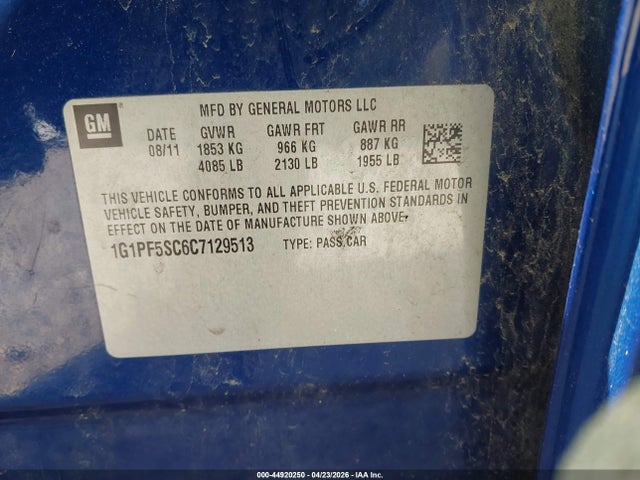 GM
MFD BY GENERAL MOTORS LLC
DATE GVWR GAWR FRT GAWR RR
08/11 1853 KG 966 KG 887 KG
4085 LB 2130 LB 1955 LB
THIS VEHICLE CONFORMS TO ALL APPLICABLE U.S. FEDERAL MOTOR
VEHICLE SAFETY, BUMPER, AND THEFT PREVENTION STANDARDS IN
EFFECT ON THE DATE OF MANUFACTURE SHOWN ABOVE.
1G1PF5SC6C7129513 TYPE: PASS CAR
000-44920250 04/23/2026 IAA Inc.